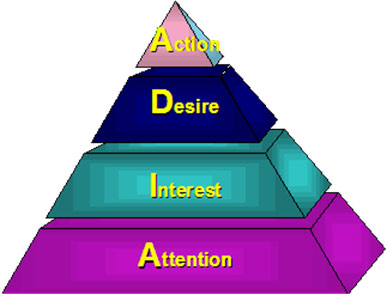 Action
Desire
Interest
Attention